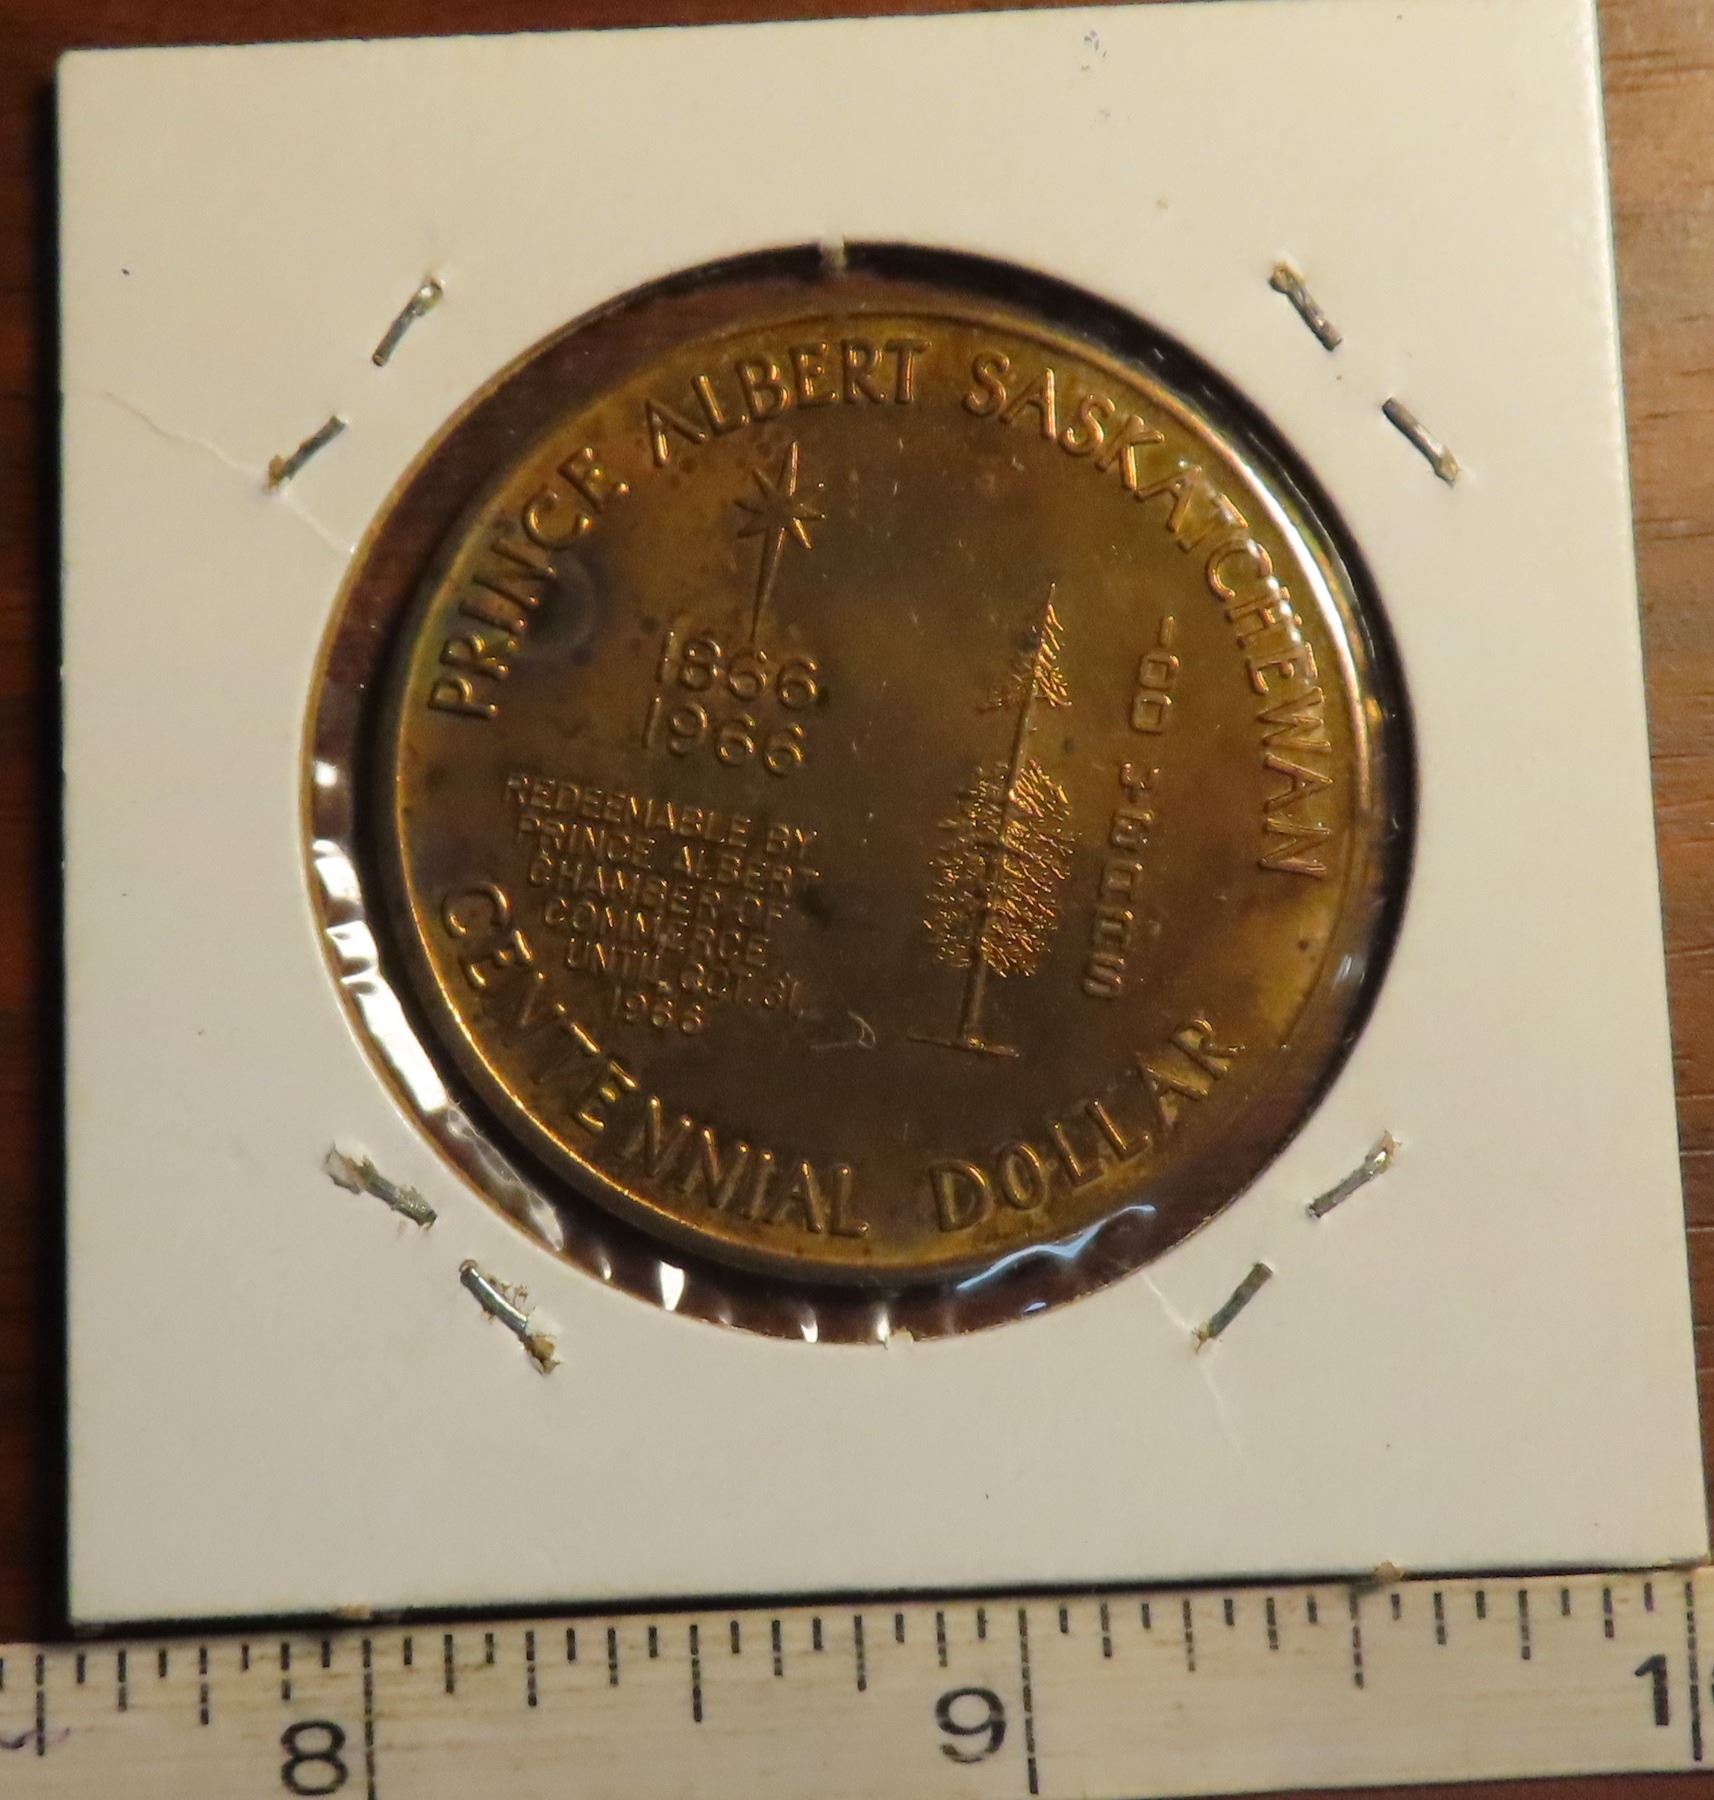 PRINCE ALBERT SASKATCHEWAN
1866
1966
REDEEMABLE BY
PRINCE ALBERT
CHAMBER OF
COMMERCE
UNTIL OCT. 31,
1966
100
CENTENNIAL DOLLAR
8
9
1